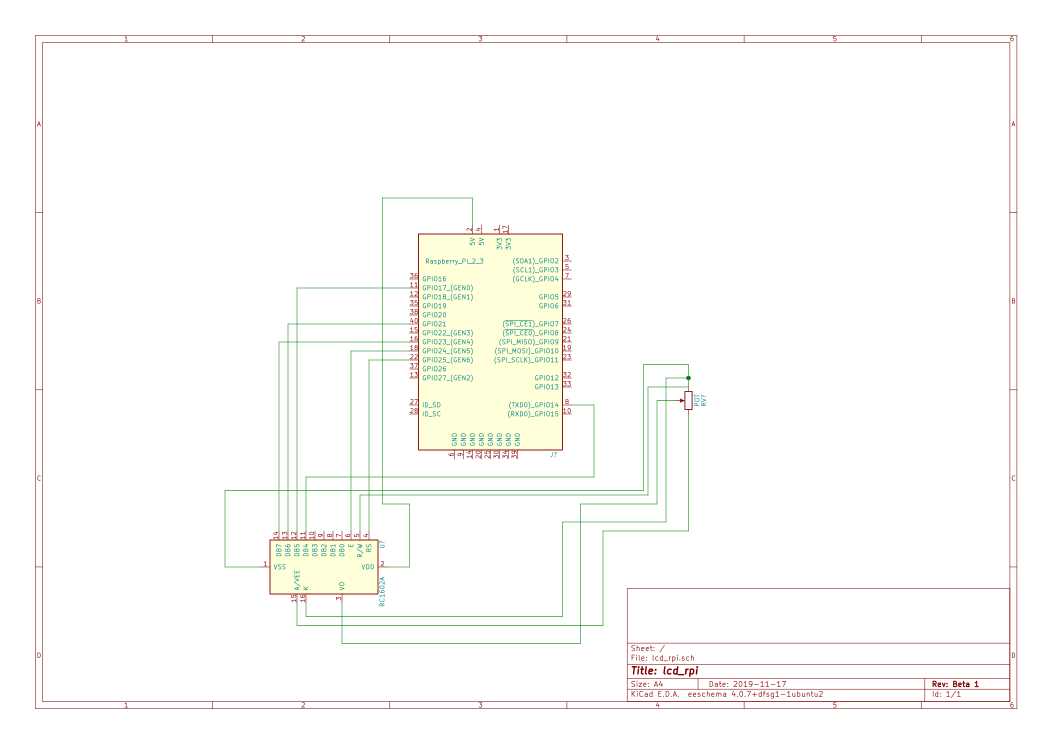 1 2 3 4 5 6
A A
B B
C C
D D
1 2 3 4 5 6
2 4 1 17
5V 5V 3V3 3V3
Raspberry_Pi_2_3
36 GPIO16
11 GPIO17_(GEN0)
12 GPIO18_(GEN1)
35 GPIO19
38 GPIO20
40 GPIO21
15 GPIO22_(GEN3)
16 GPIO23_(GEN4)
18 GPIO24_(GEN5)
22 GPIO25_(GEN6)
37 GPIO26
13 GPIO27_(GEN2)
27 ID_SD
28 ID_SC
(SDA1)_GPIO2 3
(SCL1)_GPIO3 5
(GCLK)_GPIO4 7
GPIO5 29
GPIO6 31
(SPI_CE1)_GPIO7 26
(SPI_CE0)_GPIO8 24
(SPI_MISO)_GPIO9 21
(SPI_MOSI)_GPIO10 19
(SPI_SCLK)_GPIO11 23
GPIO12 32
GPIO13 33
(TXD0)_GPIO14 8
(RXD0)_GPIO15 10
GND GND GND GND GND GND GND GND
6 9 14 20 25 30 34 39
J?
POT
RV?
14 13 12 11 10 9 8 7 6 5 4
DB7 DB6 DB5 DB4 DB3 DB2 DB1 DB0 E R/W RS
U?
1 VSS
VDD 2
A/VEE K VO
15 16 3
RC1602A
Sheet: /
File: lcd_rpi.sch
Title: lcd_rpi
Size: A4 Date: 2019-11-17 Rev: Beta 1
KiCad E.D.A. eeschema 4.0.7+dfsg1-1ubuntu2 Id: 1/1